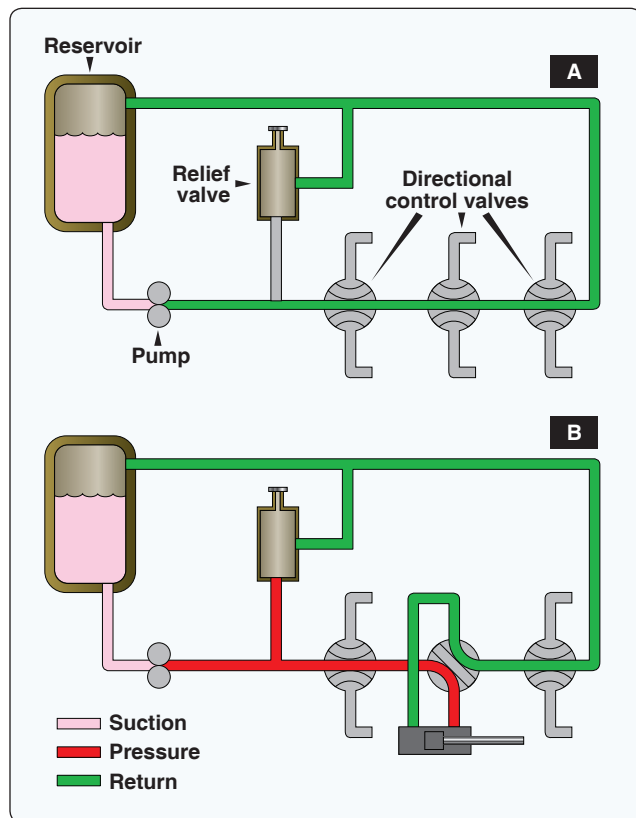 Reservoir
A
Relief
valve
Directional
control valves
Pump
B
Suction
Pressure
Return